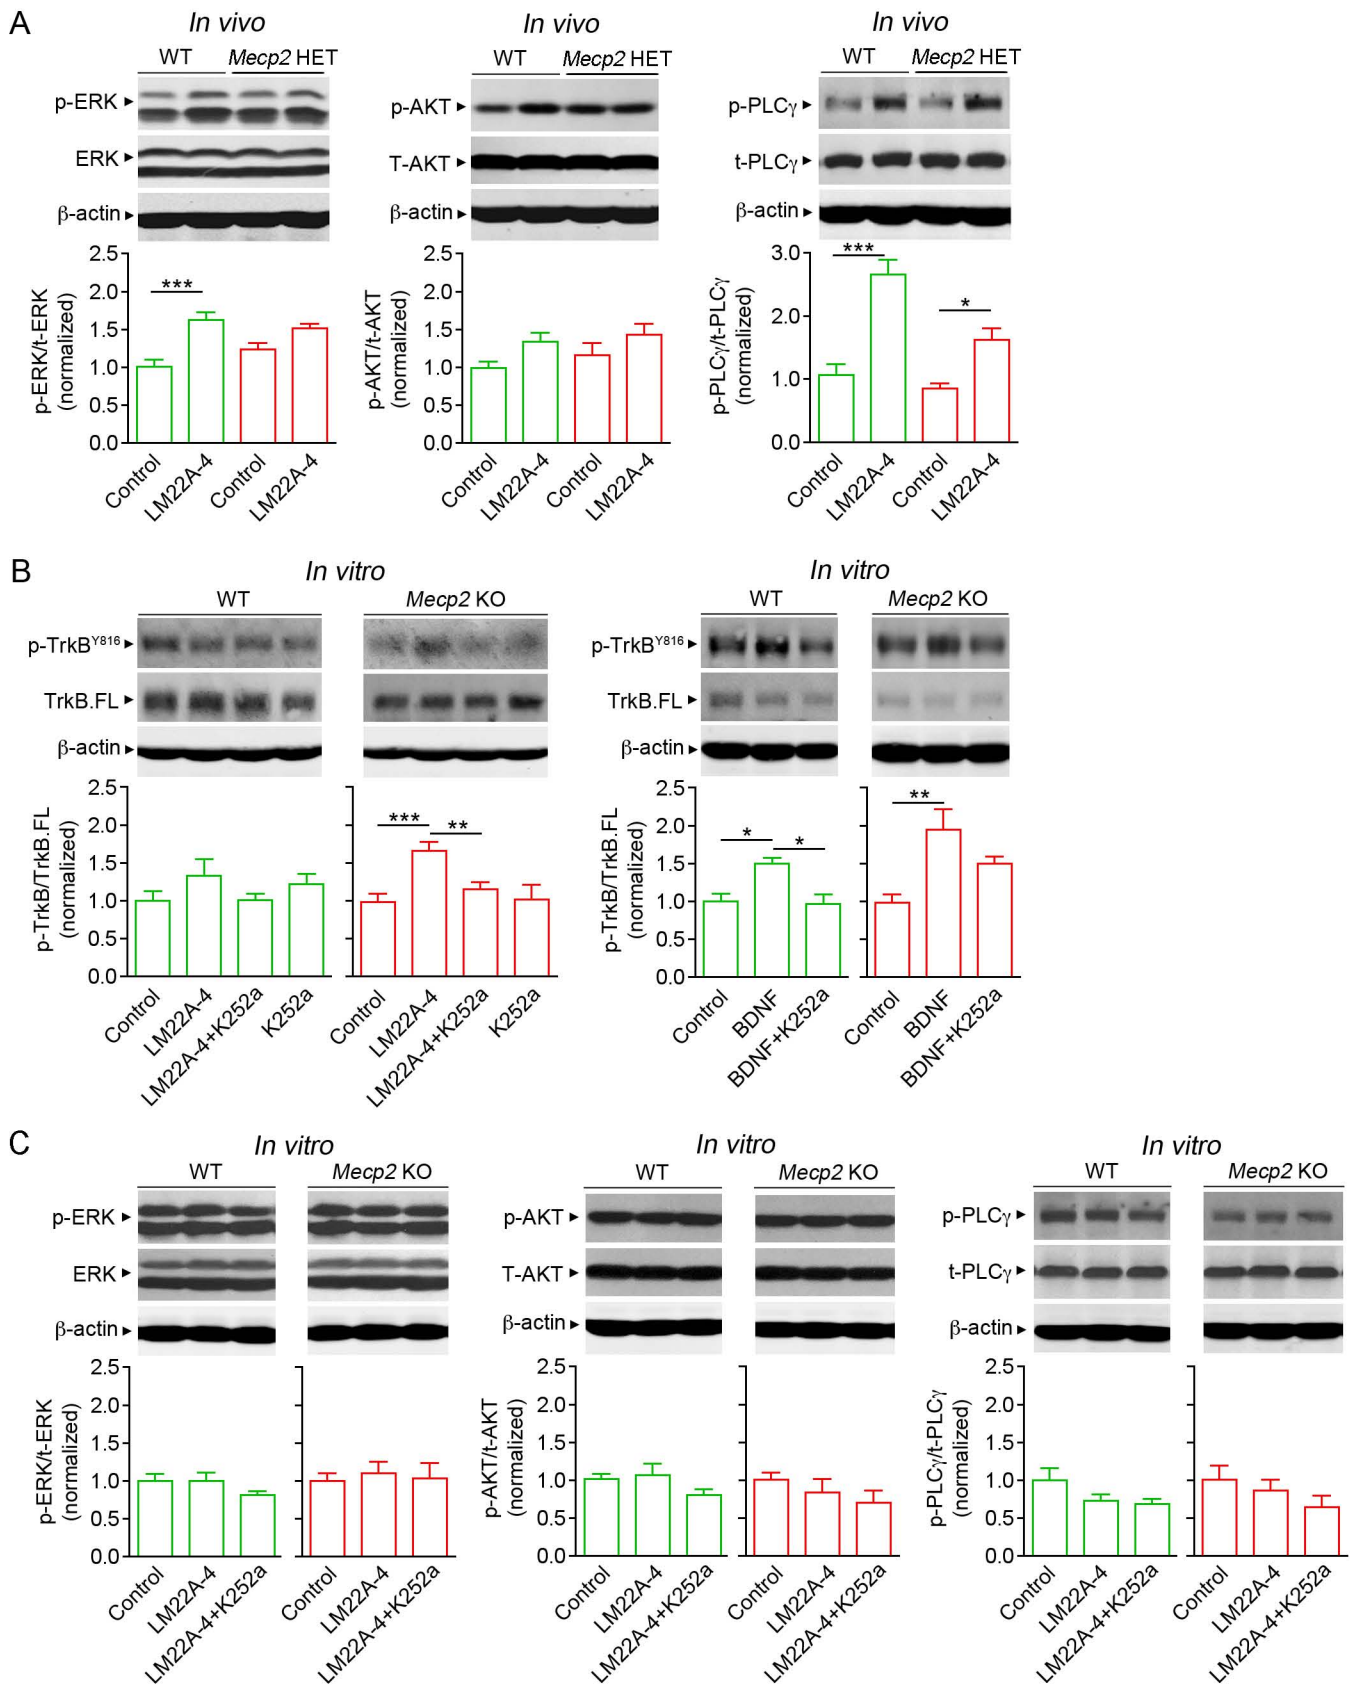 A
In vivo
In vivo
In vivo
WT Mecp2 HET
WT Mecp2 HET
WT Mecp2 HET
p-ERK
ERK
β-actin
p-AKT
T-AKT
β-actin
p-PLCγ
t-PLCγ
β-actin
p-ERK/t-ERK
(normalized)
2.5
2.0
1.5
1.0
0.5
0.0
***
Control
LM22A-4
Control
LM22A-4
p-AKT/t-AKT
(normalized)
2.5
2.0
1.5
1.0
0.5
0.0
Control
LM22A-4
Control
LM22A-4
p-PLCγ/t-PLCγ
(normalized)
3.0
2.0
1.0
0.0
***
*
Control
LM22A-4
Control
LM22A-4
B
In vitro
In vitro
WT
Mecp2 KO
WT
Mecp2 KO
p-TrkBY816
TrkB.FL
β-actin
p-TrkBY816
TrkB.FL
β-actin
p-TrkB/TrkB.FL
(normalized)
2.5
2.0
1.5
1.0
0.5
0.0
Control
LM22A-4
LM22A-4+K252a
K252a
***
**
Control
LM22A-4
LM22A-4+K252a
K252a
p-TrkB/TrkB.FL
(normalized)
2.5
2.0
1.5
1.0
0.5
0.0
*
*
Control
BDNF
BDNF+K252a
**
Control
BDNF
BDNF+K252a
C
In vitro
In vitro
In vitro
WT
Mecp2 KO
WT
Mecp2 KO
WT
Mecp2 KO
p-ERK
ERK
β-actin
p-AKT
T-AKT
β-actin
p-PLCγ
t-PLCγ
β-actin
p-ERK/t-ERK
(normalized)
2.5
2.0
1.5
1.0
0.5
0.0
Control
LM22A-4
LM22A-4+K252a
Control
LM22A-4
LM22A-4+K252a
p-AKT/t-AKT
(normalized)
2.5
2.0
1.5
1.0
0.5
0.0
Control
LM22A-4
LM22A-4+K252a
Control
LM22A-4
LM22A-4+K252a
p-PLCγ/t-PLCγ
(normalized)
2.5
2.0
1.5
1.0
0.5
0.0
Control
LM22A-4
LM22A-4+K252a
Control
LM22A-4
LM22A-4+K252a